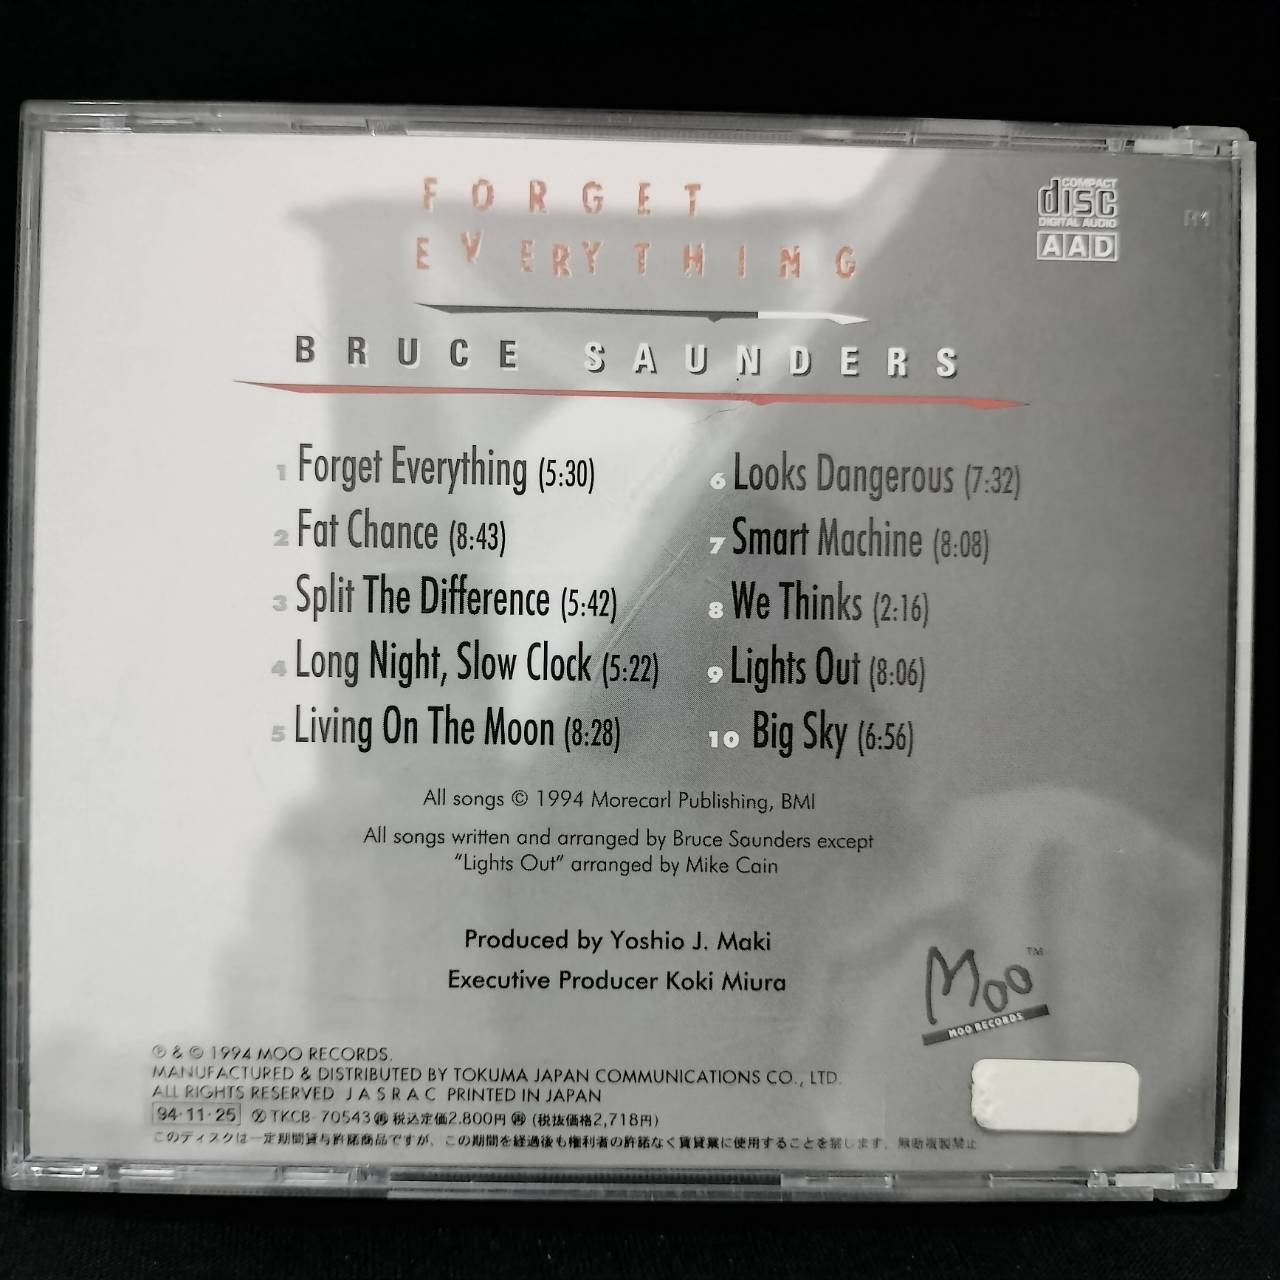 FORGET
EVERYTHING
COMPACT
disc
DIGITAL AUDIO
AAD
BRUCE SAUNDERS
1 Forget Everything (5:30)
2 Fat Chance (8:43)
3 Split The Difference (5:42)
4 Long Night, Slow Clock (5:22)
5 Living On The Moon (8:28)
6 Looks Dangerous (7:32)
7 Smart Machine (8:08)
8 We Thinks (2:16)
9 Lights Out (8:06)
10 Big Sky (6:56)
All songs © 1994 Morecarl Publishing, BMI
All songs written and arranged by Bruce Saunders except
"Lights Out" arranged by Mike Cain
Produced by Yoshio J. Maki
Executive Producer Koki Miura
Moo TM
MOO RECORDS
℗ & © 1994 MOO RECORDS.
MANUFACTURED & DISTRIBUTED BY TOKUMA JAPAN COMMUNICATIONS CO., LTD.
ALL RIGHTS RESERVED JASRAC PRINTED IN JAPAN
94·11·25 Ⓧ TKCB-70543 税込定価2,800円 (税抜価格2,718円)
このディスクは一定期間貸与許諾商品ですが、この期間を経過後も権利者の許諾なく賃貸業に使用することを禁します。無断複製禁止